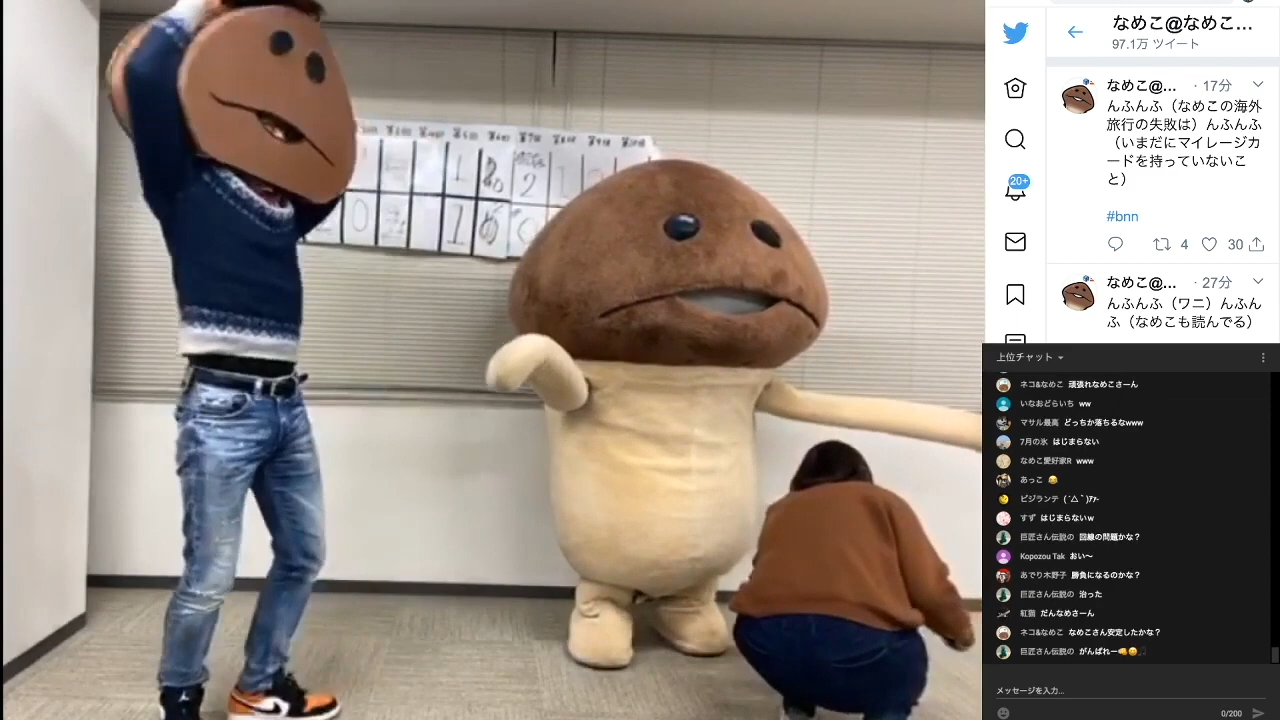 なめこ@なめこ...
97.1万 ツイート
なめこ@... · 17分
んふんふ（なめこの海外
旅行の失敗は）んふんふ
（いまだにマイレージカ
ードを持っていないこ
と）
#bnn
4 30
20+
なめこ@... · 27分
んふんふ（ワニ）んふん
ふ（なめこも読んでる）
上位チャット
ネコ&なめこ 頑張れなめこさーん
いなおどらいち ww
マサル最高 どっちか落ちるなwww
7月の氷 はじまらない
なめこ愛好家R www
あっこ 😂
ビジランテ ( ´△｀)ｱｧ-
すず はじまらないw
巨匠さん伝説の 回線の問題かな？
Kopozou Tak おい〜
あでり木野子 勝負になるのかな？
巨匠さん伝説の 治った
紅猫 だんなめさーん
ネコ&なめこ なめこさん安定したかな？
巨匠さん伝説の がんばれー
メッセージを入力...
0/200
1 2 1
0 1